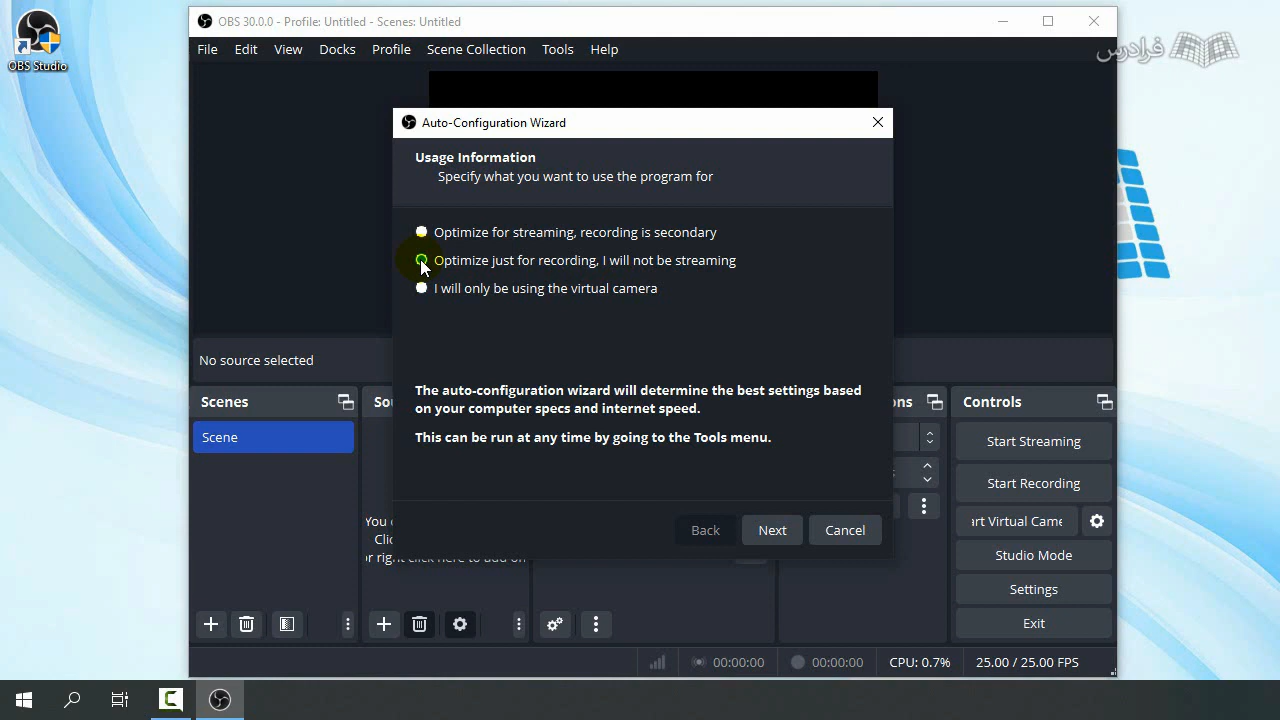 OBS Studio
OBS 30.0.0 - Profile: Untitled - Scenes: Untitled
File Edit View Docks Profile Scene Collection Tools Help
فرادرس
Auto-Configuration Wizard
Usage Information
Specify what you want to use the program for
Optimize for streaming, recording is secondary
Optimize just for recording, I will not be streaming
I will only be using the virtual camera
The auto-configuration wizard will determine the best settings based
on your computer specs and internet speed.
This can be run at any time by going to the Tools menu.
Back Next Cancel
No source selected
Scenes
Scene
Controls
Start Streaming
Start Recording
Studio Mode
Settings
Exit
00:00:00 00:00:00 CPU: 0.7% 25.00 / 25.00 FPS